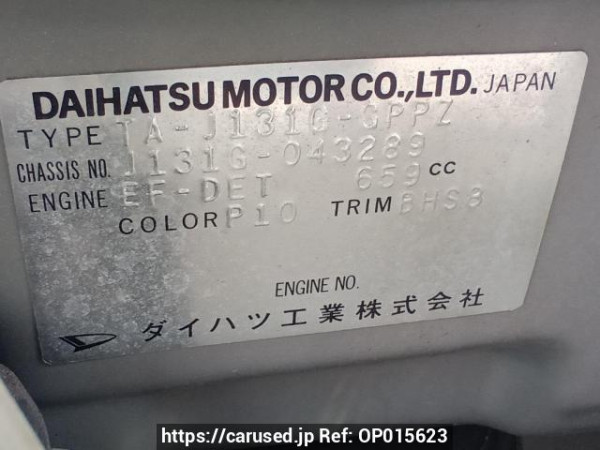 DAIHATSU MOTOR CO.,LTD. JAPAN
TYPE TA-J131G-GPPZ
CHASSIS NO. J131G-043289
ENGINE EF-DET 659 CC
COLOR P10 TRIM BHS3
ENGINE NO.
ダイハツ工業株式会社
https://carused.jp Ref: OP015623